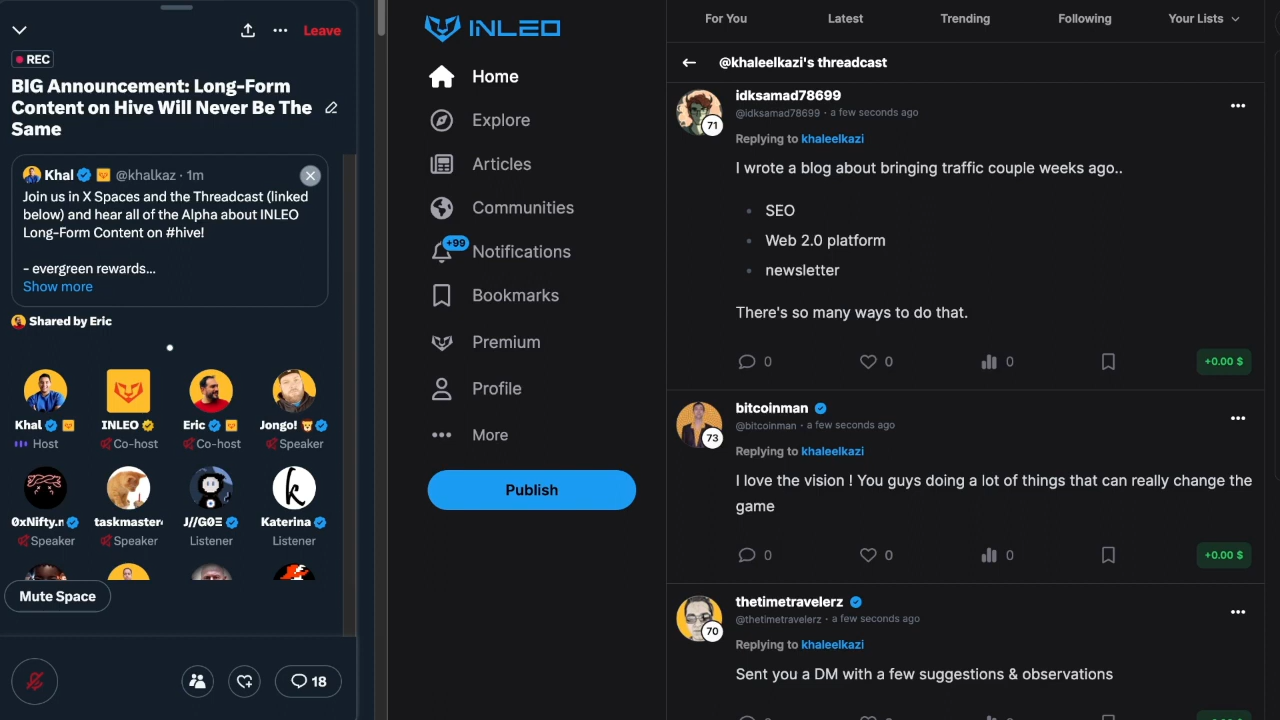 Leave
REC
BIG Announcement: Long-Form
Content on Hive Will Never Be The
Same
Khal @khalkaz · 1m
Join us in X Spaces and the Threadcast (linked
below) and hear all of the Alpha about INLEO
Long-Form Content on #hive!
- evergreen rewards...
Show more
Shared by Eric
Khal INLEO Eric Jongo!
Host Co-host Co-host Speaker
0xNifty.n taskmaster J//GΘΞ Katerina
Speaker Speaker Listener Listener
Mute Space
18
INLEO
Home
Explore
Articles
Communities
+99
Notifications
Bookmarks
Premium
Profile
More
Publish
For You Latest Trending Following Your Lists
@khaleelkazi's threadcast
idksamad78699
@idksamad78699 · a few seconds ago
71
Replying to khaleelkazi
I wrote a blog about bringing traffic couple weeks ago..
• SEO
• Web 2.0 platform
• newsletter
There's so many ways to do that.
0 0 0 +0.00 $
bitcoinman
@bitcoinman · a few seconds ago
73
Replying to khaleelkazi
I love the vision ! You guys doing a lot of things that can really change the
game
0 0 0 +0.00 $
thetimetravelerz
@thetimetravelerz · a few seconds ago
70
Replying to khaleelkazi
Sent you a DM with a few suggestions & observations